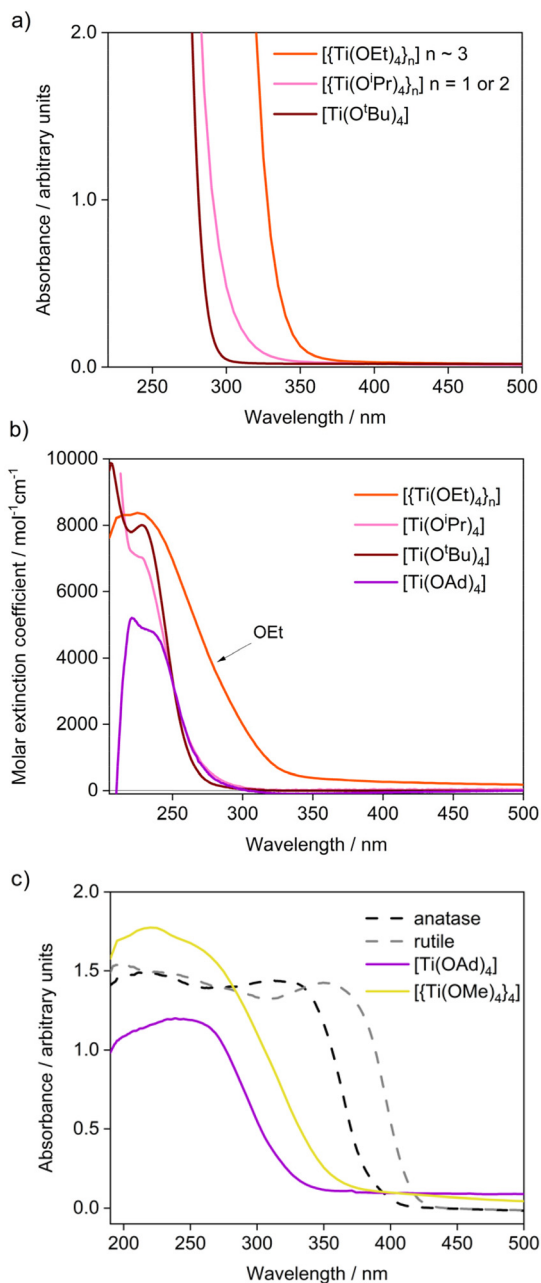 a)
2.0
1.0
0.0
Absorbance / arbitrary units
[{Ti(OEt)₄}ₙ] n ~ 3
[{Ti(OⁱPr)₄}ₙ] n = 1 or 2
[Ti(OᵗBu)₄]
250 300 350 400 450 500
Wavelength / nm
b)
10000
8000
6000
4000
2000
0
Molar extinction coefficient / mol⁻¹cm⁻¹
[{Ti(OEt)₄}ₙ]
[Ti(OⁱPr)₄]
[Ti(OᵗBu)₄]
[Ti(OAd)₄]
OEt
250 300 350 400 450 500
Wavelength / nm
c)
2.0
1.5
1.0
0.5
0.0
Absorbance / arbitrary units
anatase
rutile
[Ti(OAd)₄]
[{Ti(OMe)₄}₄]
200 250 300 350 400 450 500
Wavelength / nm